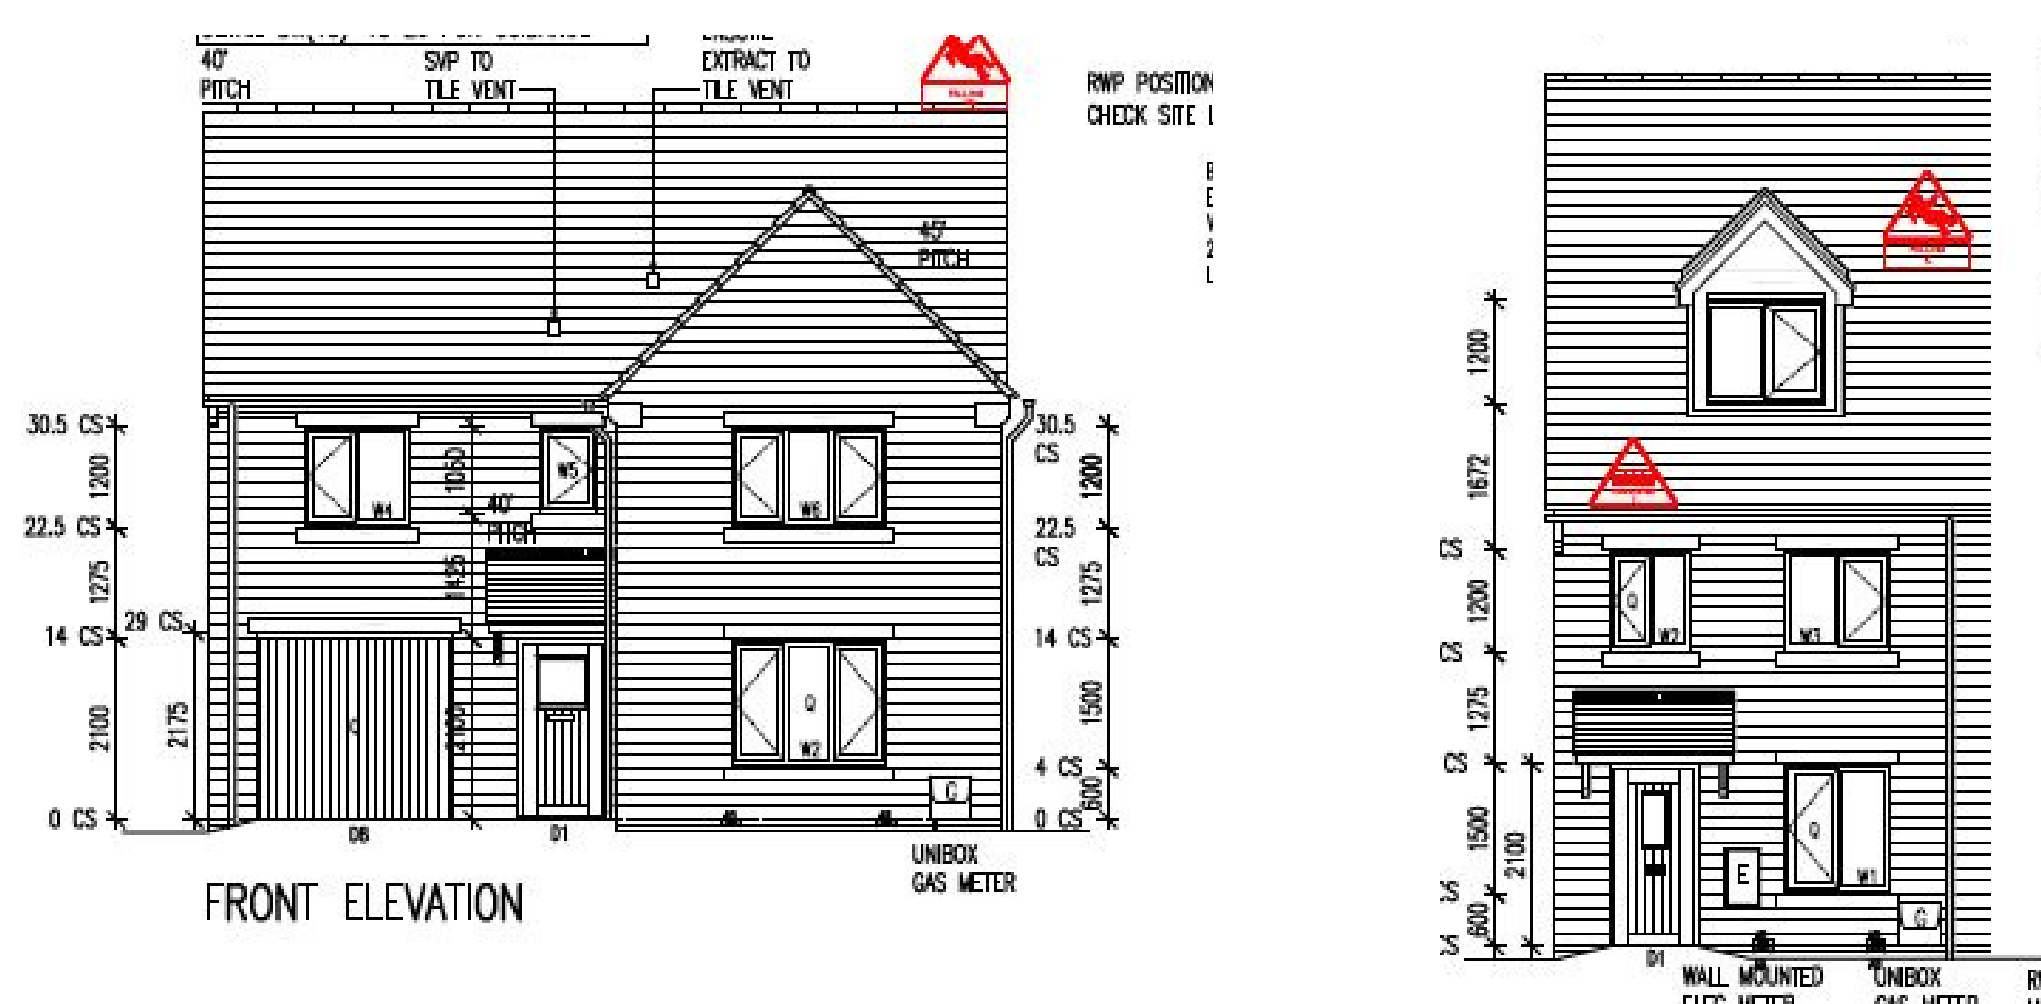 40°
PITCH
SVP TO
TILE VENT
EXTRACT TO
TILE VENT
RWP POSITION
CHECK SITE
45°
PITCH
30.5 CS
1200
22.5 CS
1275
29 CS
14 CS
2100
2175
0 CS
1050
40°
PITCH
2100
W4
W5
W6
W2
Q
G
D1
30.5
CS
1200
22.5
CS
1275
14 CS
1500
4 CS
600
0 CS
UNIBOX
GAS METER
FRONT ELEVATION
1200
1672
CS
1200
CS
1275
CS
1500
2100
600
Q
W2
W3
Q
W1
E
G
D1
WALL MOUNTED
UNIBOX